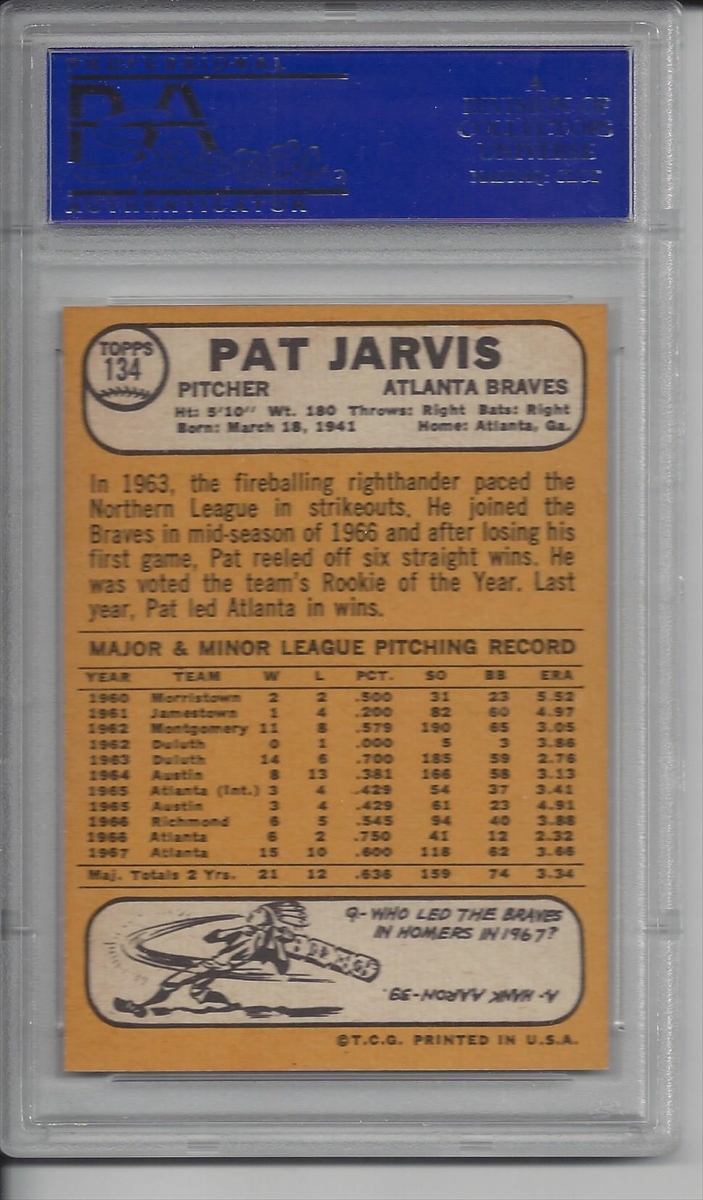 PROFESSIONAL
PSA
AUTHENTICATOR
A
DIVISION OF
COLLECTORS
UNIVERSE
TOPPS
134
PAT JARVIS
PITCHER ATLANTA BRAVES
Ht: 5'10" Wt. 180 Throws: Right Bats: Right
Born: March 18, 1941 Home: Atlanta, Ga.
In 1963, the fireballing righthander paced the
Northern League in strikeouts. He joined the
Braves in mid-season of 1966 and after losing his
first game, Pat reeled off six straight wins. He
was voted the team's Rookie of the Year. Last
year, Pat led Atlanta in wins.
MAJOR & MINOR LEAGUE PITCHING RECORD
YEAR TEAM W L PCT. SO BB ERA
1960 Morristown 2 2 .500 31 23 5.52
1961 Jamestown 1 4 .200 82 60 4.97
1962 Montgomery 11 8 .579 190 65 3.05
1962 Duluth 0 1 .000 5 3 3.86
1963 Duluth 14 6 .700 185 59 2.76
1964 Austin 8 13 .381 166 58 3.13
1965 Atlanta (Int.) 3 4 .429 54 37 3.41
1965 Austin 3 4 .429 61 23 4.91
1966 Richmond 6 5 .545 94 40 3.88
1966 Atlanta 6 2 .750 41 12 2.32
1967 Atlanta 15 10 .600 118 62 3.66
Maj. Totals 2 Yrs. 21 12 .636 159 74 3.34
Q-WHO LED THE BRAVES
IN HOMERS IN 1967?
A-HANK AARON-39.
©T.C.G. PRINTED IN U.S.A.